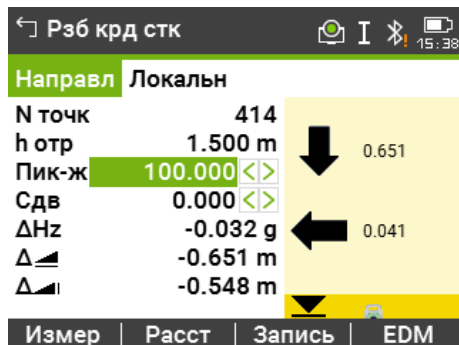 Рзб крд стк I 15:38
Направл Локальн
N точк 414
h отр 1.500 m
Пик-ж 100.000 < >
Сдв 0.000 < >
ΔHz -0.032 g
Δ -0.651 m
Δ -0.548 m
0.651
0.041
Измер | Расст | Запись | EDM